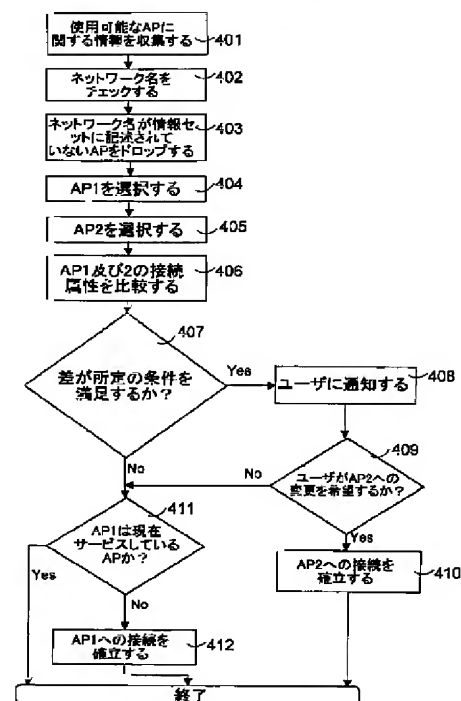 使用可能なAPに
関する情報を収集する
401
ネットワーク名を
チェックする
402
ネットワーク名が情報セ
ットに記述されて
いないAPをドロップする
403
AP1を選択する
404
AP2を選択する
405
AP1及び2の接続
属性を比較する
406
407
差が所定の条件を
満足するか？
Yes
ユーザに通知する
408
No
409
ユーザがAP2への
変更を希望するか？
No
Yes
AP2への接続を
確立する
410
411
AP1は現在
サービスしている
APか？
Yes
No
AP1への接続を
確立する
412
終了